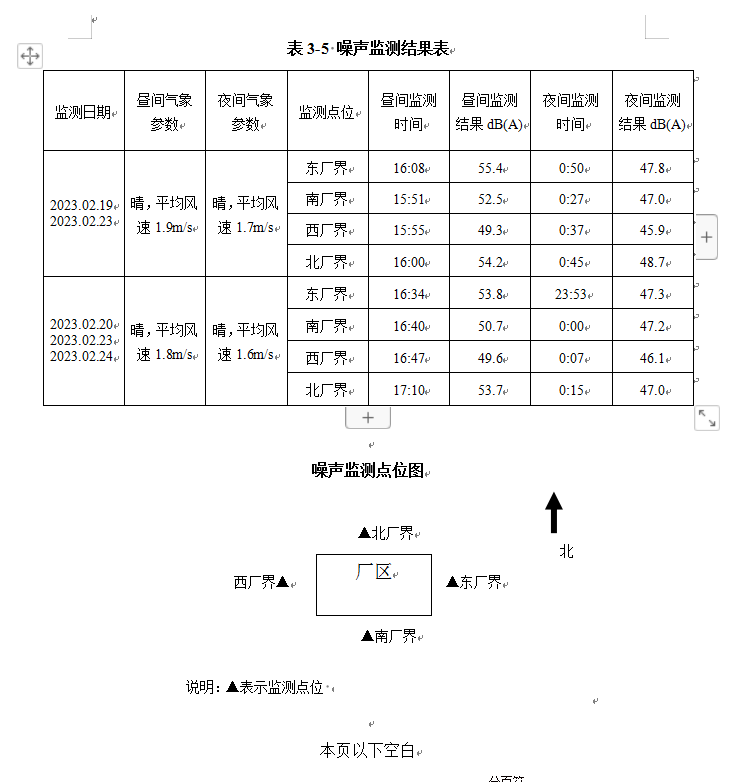 表 3-5 噪声监测结果表
监测日期 昼间气象参数 夜间气象参数 监测点位 昼间监测时间 昼间监测结果 dB(A) 夜间监测时间 夜间监测结果 dB(A)
2023.02.19 2023.02.23 晴，平均风速 1.9m/s 晴，平均风速 1.7m/s 东厂界 16:08 55.4 0:50 47.8
南厂界 15:51 52.5 0:27 47.0
西厂界 15:55 49.3 0:37 45.9
北厂界 16:00 54.2 0:45 48.7
2023.02.20 2023.02.23 2023.02.24 晴，平均风速 1.8m/s 晴，平均风速 1.6m/s 东厂界 16:34 53.8 23:53 47.3
南厂界 16:40 50.7 0:00 47.2
西厂界 16:47 49.6 0:07 46.1
北厂界 17:10 53.7 0:15 47.0
噪声监测点位图
▲北厂界
北
厂区
西厂界▲ ▲东厂界
▲南厂界
说明：▲表示监测点位
本页以下空白
分页符